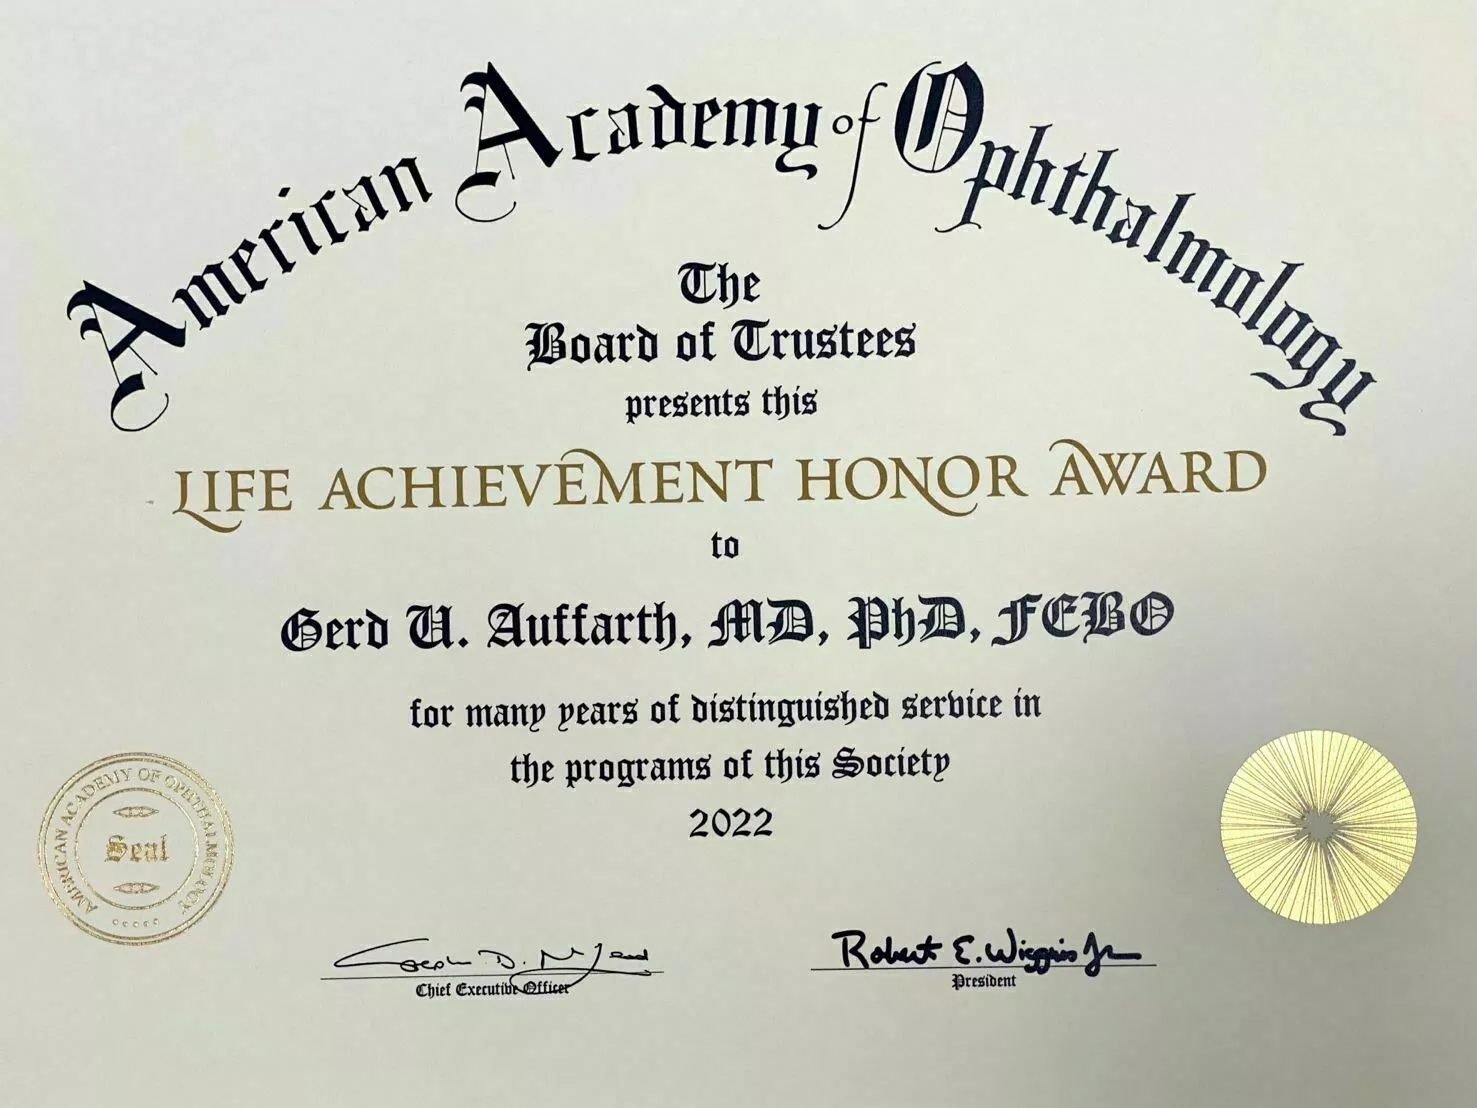 American Academy of Ophthalmology
The
Board of Trustees
presents this
LIFE ACHIEVEMENT HONOR AWARD
to
Gerd U. Auffarth, MD, PhD, FEBO
for many years of distinguished service in
the programs of this Society
2022
AMERICAN ACADEMY OF OPHTHALMOLOGY
Seal
Robert E. Wiggins Jr
Chief Executive Officer
President